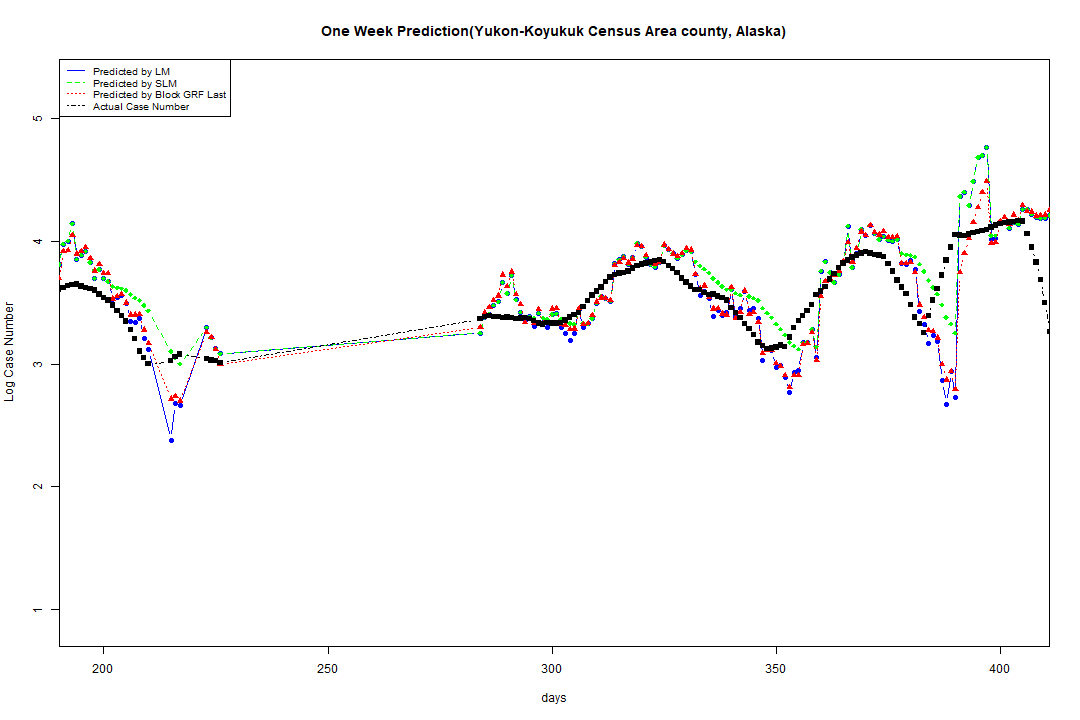 One Week Prediction(Yukon-Koyukuk Census Area county, Alaska)
Predicted by LM
Predicted by SLM
Predicted by Block GRF Last
Actual Case Number
5
4
3
2
1
Log Case Number
200 250 300 350 400
days